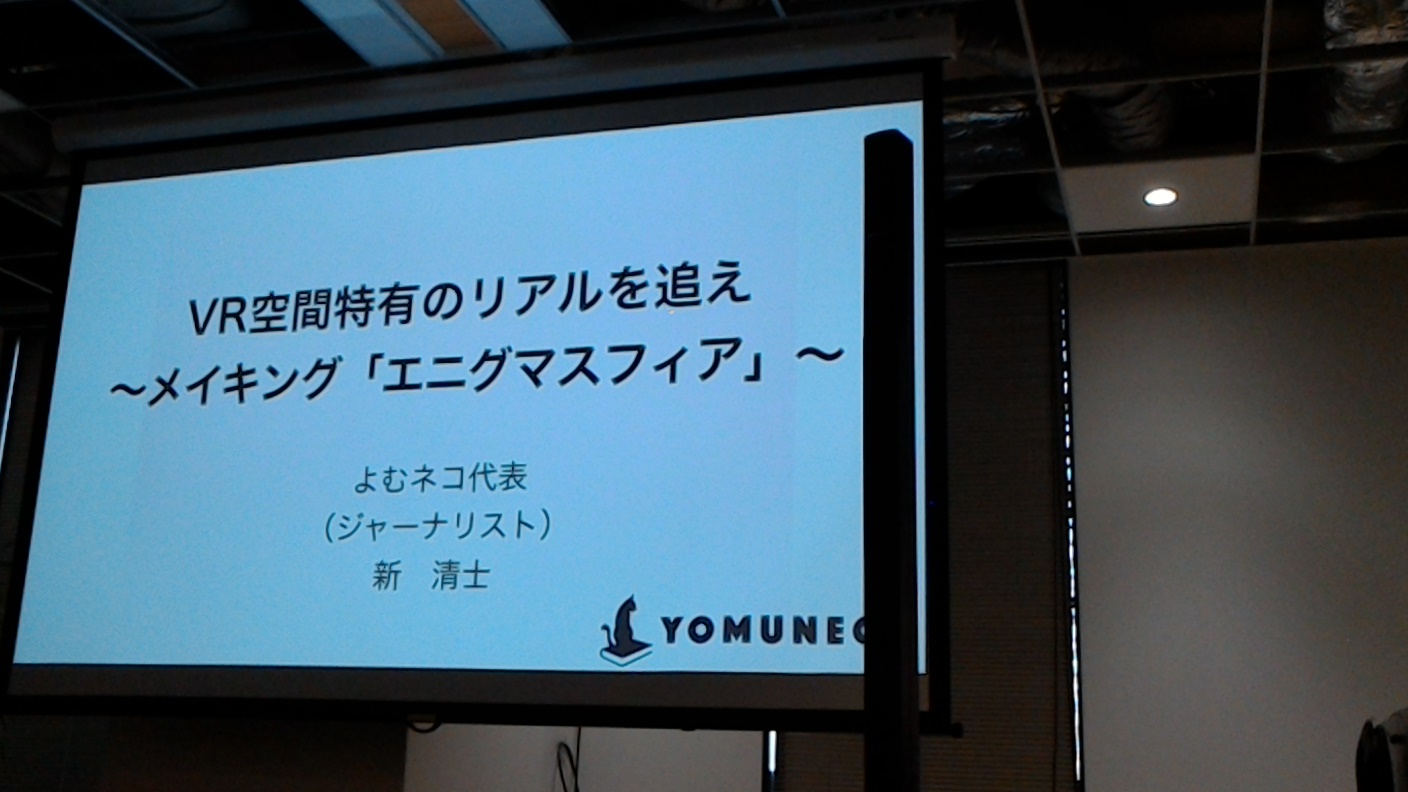 VR空間特有のリアルを追え
～メイキング「エニグマスフィア」～
よむネコ代表
（ジャーナリスト）
新　清士
YOMUNEC